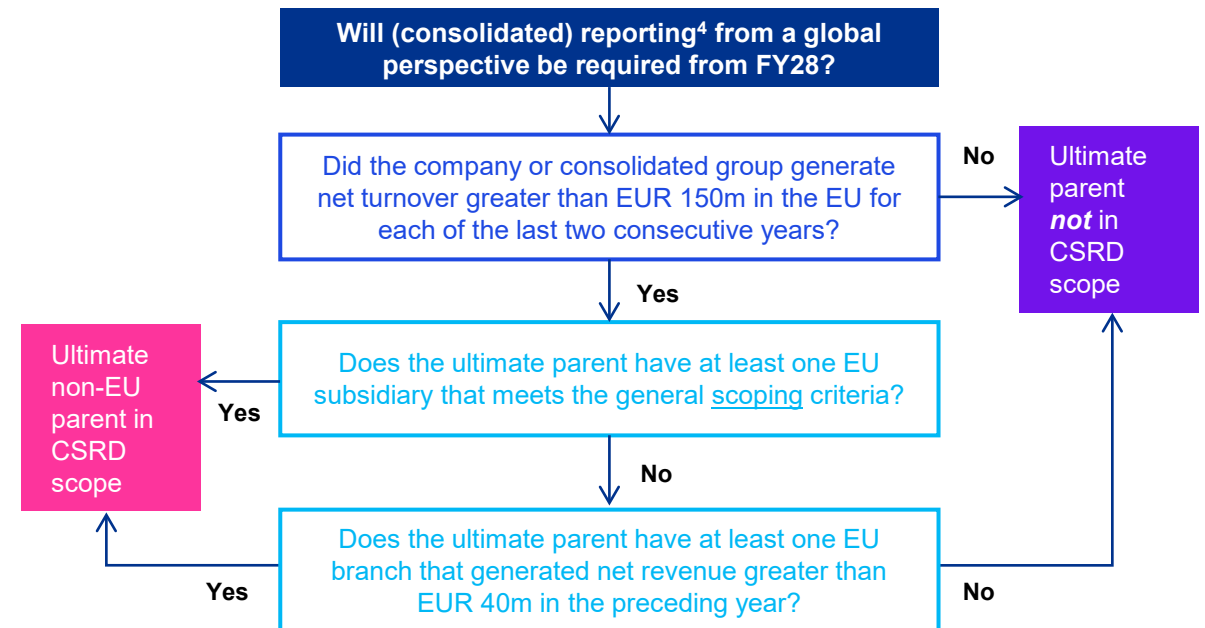 Will (consolidated) reporting⁴ from a global
perspective be required from FY28?
Did the company or consolidated group generate
net turnover greater than EUR 150m in the EU for
each of the last two consecutive years?
No
Ultimate
parent
not in
CSRD
scope
Yes
Does the ultimate parent have at least one EU
subsidiary that meets the general scoping criteria?
Yes
Ultimate
non-EU
parent in
CSRD
scope
No
Does the ultimate parent have at least one EU
branch that generated net revenue greater than
EUR 40m in the preceding year?
Yes
No